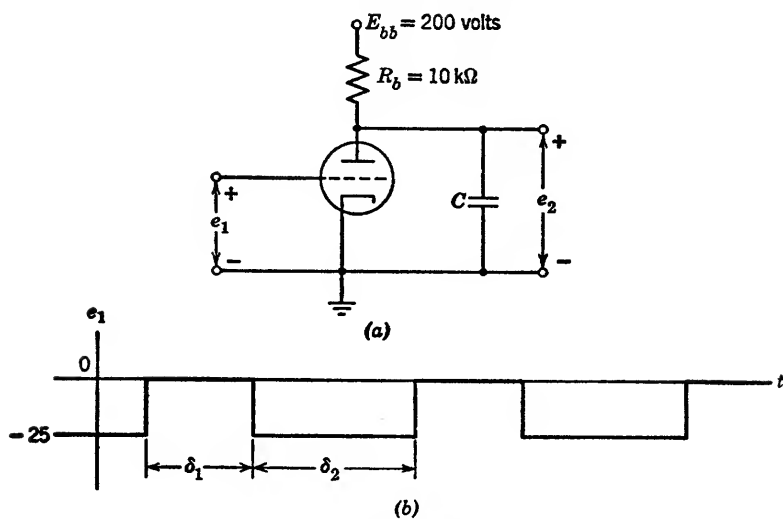 E_bb = 200 volts
R_b = 10 kΩ
+
+
e_1
C
e_2
−
−
(a)
e_1
0
t
− 25
δ_1
δ_2
(b)